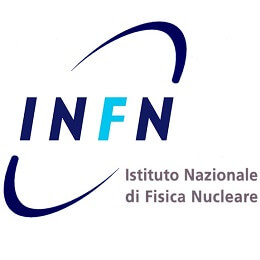 INFN
Istituto Nazionale
di Fisica Nucleare